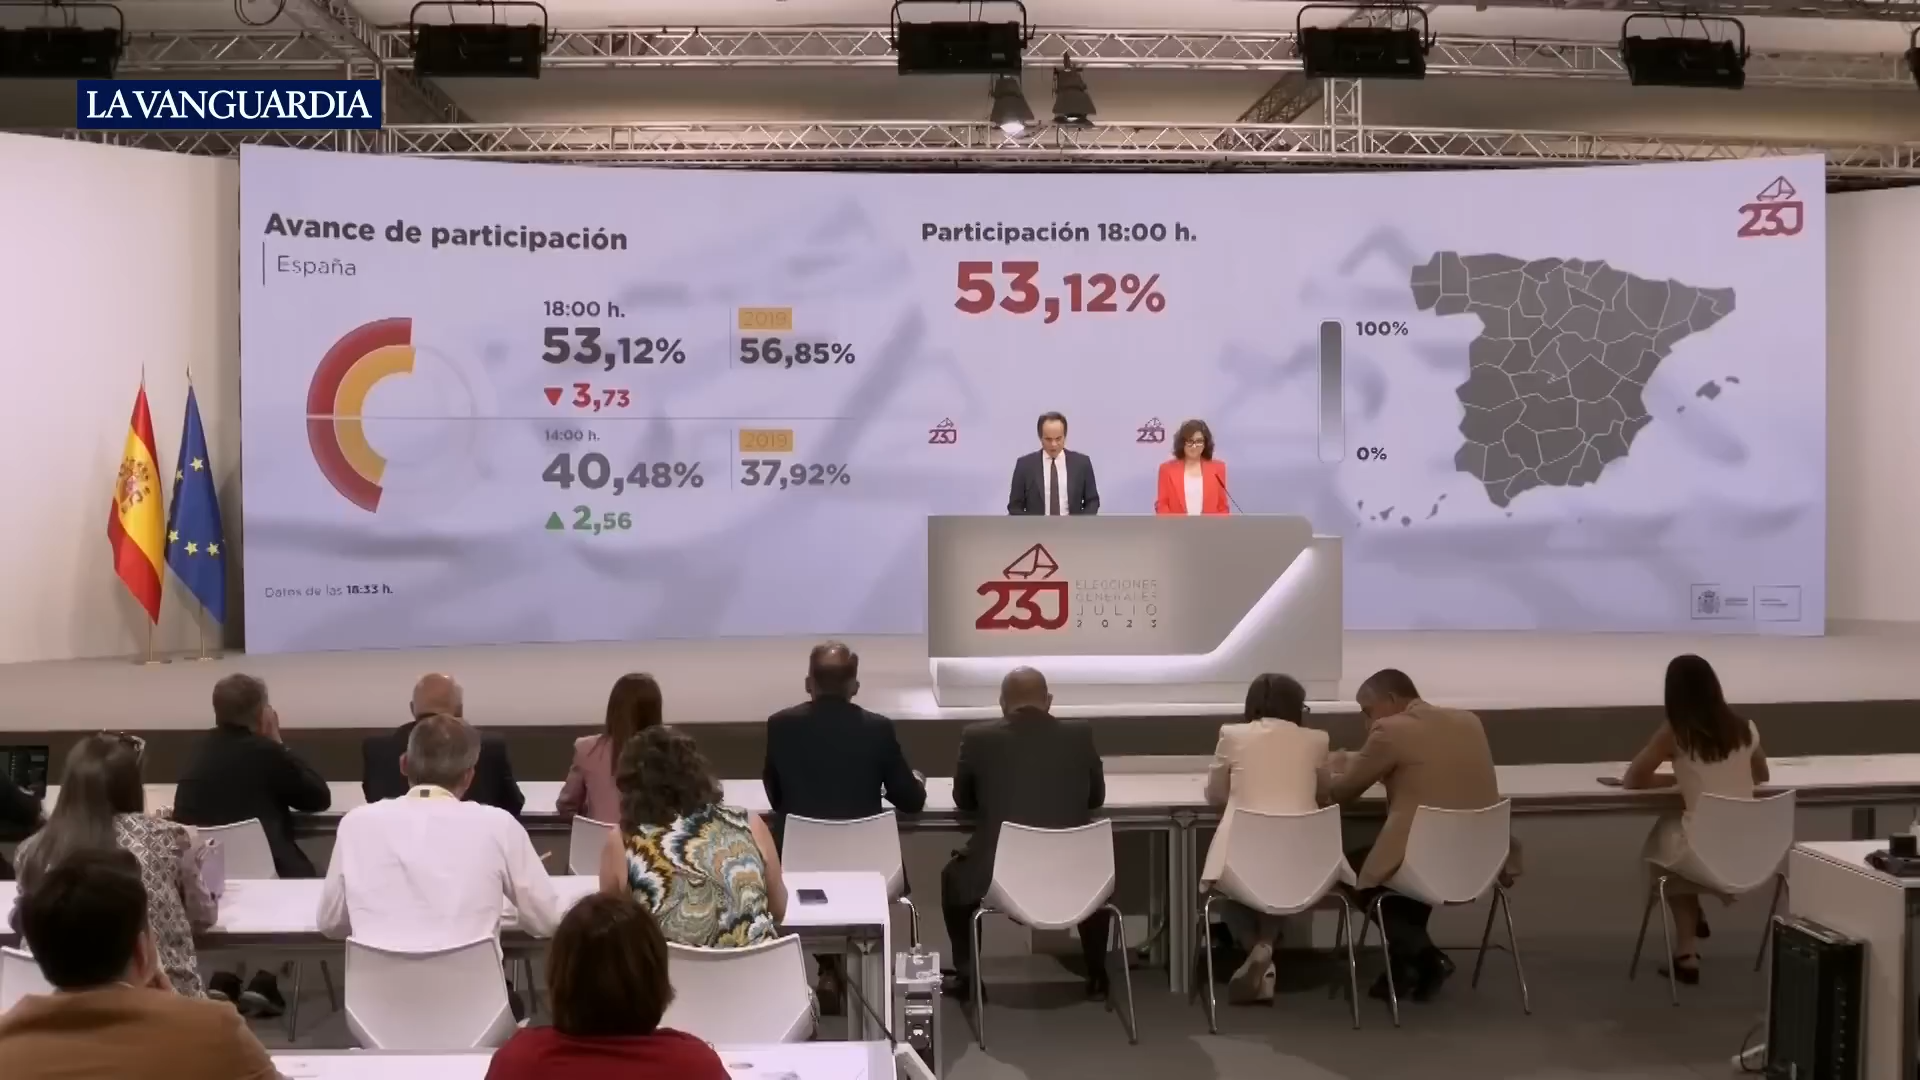 LA VANGUARDIA
Avance de participación
España
18:00 h.
53,12%
2019
56,85%
▼ 3,73
14:00 h.
40,48%
2019
37,92%
▲ 2,56
Datos de las 18:33 h.
Participación 18:00 h.
53,12%
100%
0%
23J
23J
23J
23J
ELECCIONES
GENERALES
JULIO
2023